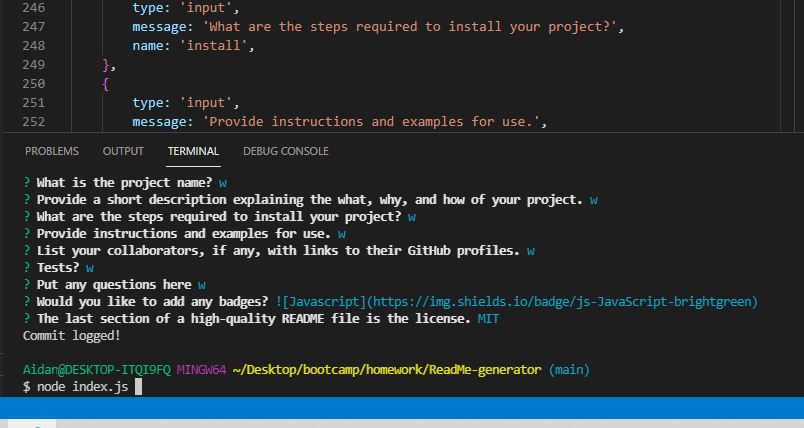 246 type: 'input',
247 message: 'What are the steps required to install your project?',
248 name: 'install',
249 },
250 {
251 type: 'input',
252 message: 'Provide instructions and examples for use.',
PROBLEMS OUTPUT TERMINAL DEBUG CONSOLE
? What is the project name? w
? Provide a short description explaining the what, why, and how of your project. w
? What are the steps required to install your project? w
? Provide instructions and examples for use. w
? List your collaborators, if any, with links to their GitHub profiles. w
? Tests? w
? Put any questions here w
? Would you like to add any badges? ![Javascript](https://img.shields.io/badge/js-JavaScript-brightgreen)
? The last section of a high-quality README file is the license. MIT
Commit logged!
Aidan@DESKTOP-ITQI9FQ MINGW64 ~/Desktop/bootcamp/homework/ReadMe-generator (main)
$ node index.js